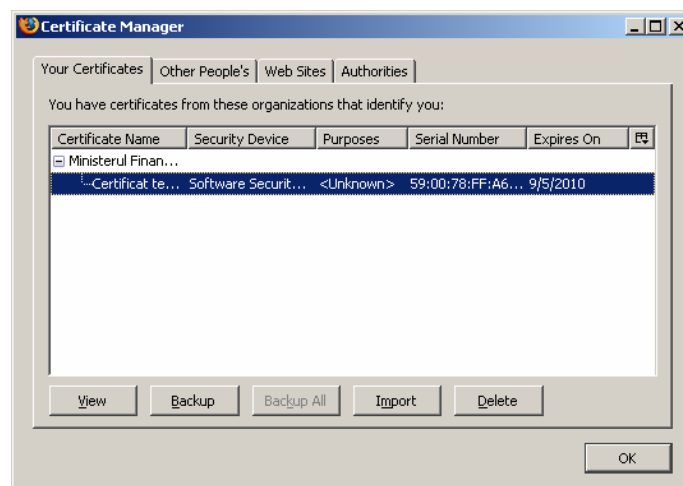 Certificate Manager
Your Certificates Other People's Web Sites Authorities
You have certificates from these organizations that identify you:
Certificate Name Security Device Purposes Serial Number Expires On
Ministerul Finan...
Certificat te... Software Securit... <Unknown> 59:00:78:FF:A6... 9/5/2010
View Backup Backup All Import Delete
OK